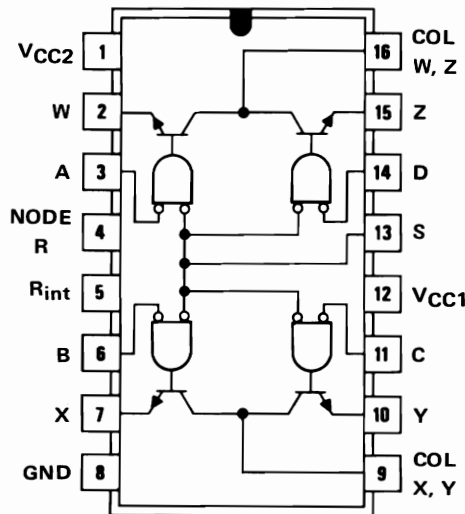 VCC2 1
W 2
A 3
NODE
R 4
Rint 5
B 6
X 7
GND 8
16 COL
W, Z
15 Z
14 D
13 S
12 VCC1
11 C
10 Y
9 COL
X, Y